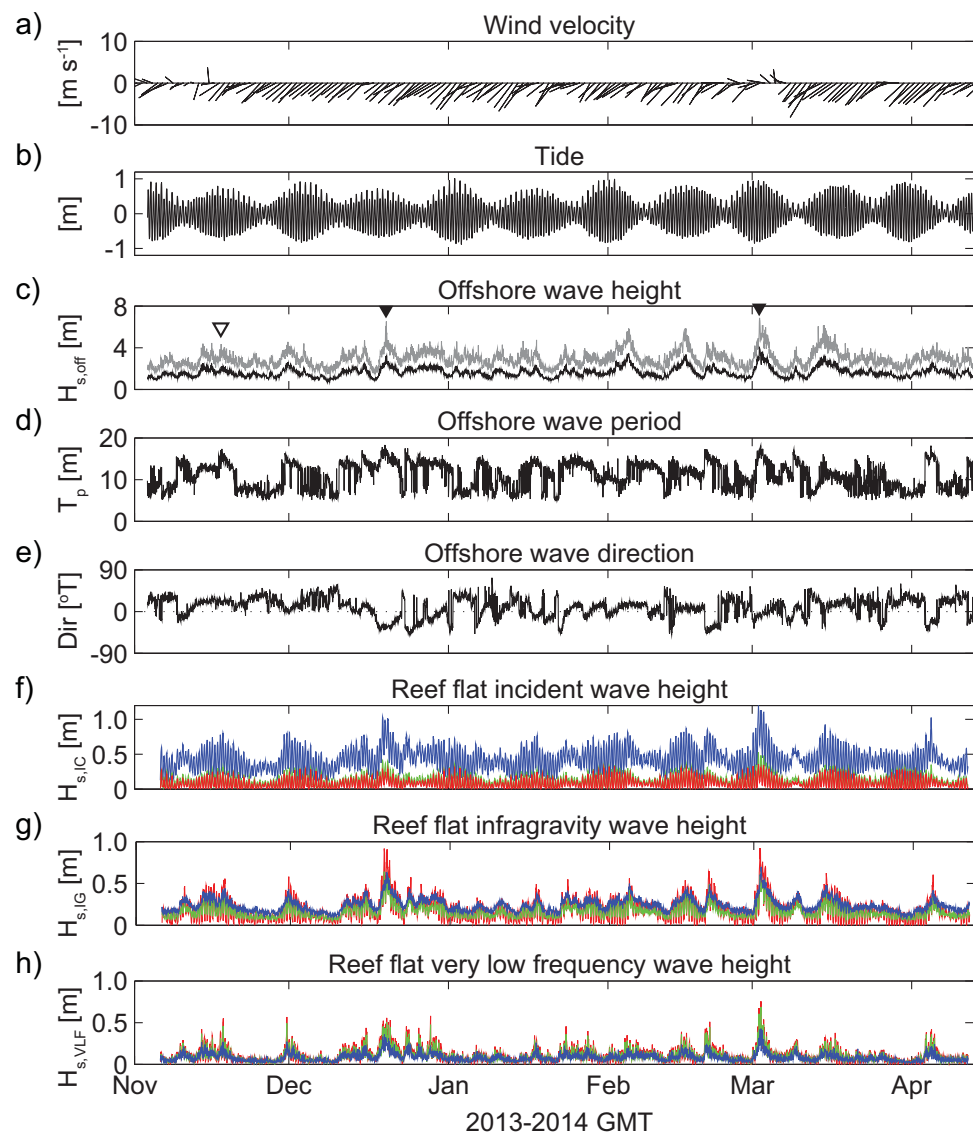 a) Wind velocity
[m s-1]
10
0
-10
b) Tide
[m]
1
0
-1
c) Offshore wave height
Hs,off [m]
8
4
0
d) Offshore wave period
Tp [m]
20
10
0
e) Offshore wave direction
Dir [°T]
90
0
-90
f) Reef flat incident wave height
Hs,IC [m]
1.0
0.5
0
g) Reef flat infragravity wave height
Hs,IG [m]
1.0
0.5
0
h) Reef flat very low frequency wave height
Hs,VLF [m]
1.0
0.5
0
Nov Dec Jan Feb Mar Apr
2013-2014 GMT